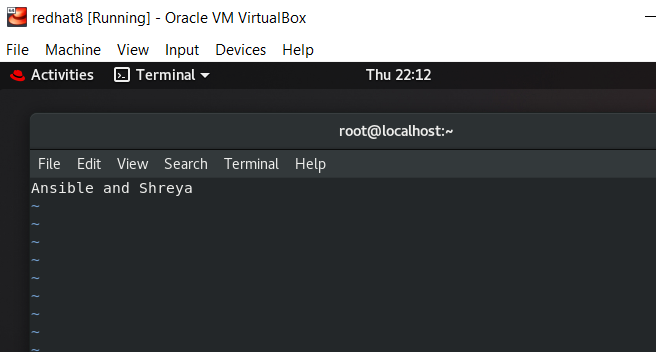 redhat8 [Running] - Oracle VM VirtualBox
File Machine View Input Devices Help
Activities Terminal Thu 22:12
root@localhost:~
File Edit View Search Terminal Help
Ansible and Shreya
~
~
~
~
~
~
~
~
~